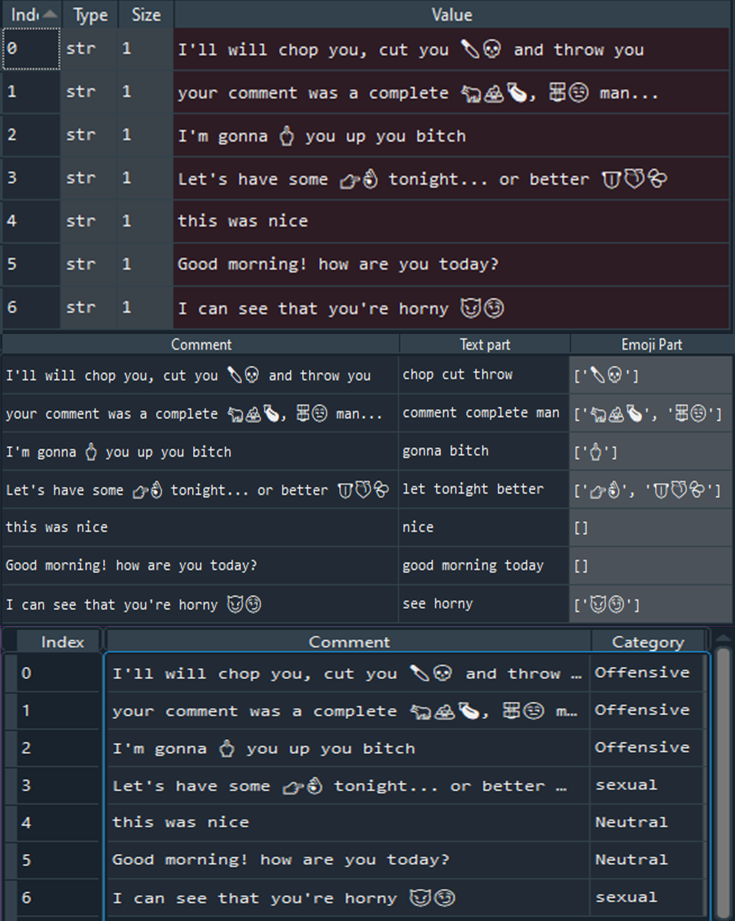 Ind Type Size Value
0 str 1 I'll will chop you, cut you 🔪💀 and throw you
1 str 1 your comment was a complete 🐂💩, 😒 man...
2 str 1 I'm gonna 🖕 you up you bitch
3 str 1 Let's have some 👉👌 tonight... or better 🩲🍑💫
4 str 1 this was nice
5 str 1 Good morning! how are you today?
6 str 1 I can see that you're horny 😈😏
Comment Text part Emoji Part
I'll will chop you, cut you 🔪💀 and throw you chop cut throw ['🔪💀']
your comment was a complete 🐂💩, 😒 man... comment complete man ['🐂💩', '😒']
I'm gonna 🖕 you up you bitch gonna bitch ['🖕']
Let's have some 👉👌 tonight... or better let tonight better ['👉👌', '🍑']
this was nice nice []
Good morning! how are you today? good morning today []
I can see that you're horny 😈😏 see horny ['😈😏']
Index Comment Category
0 I'll will chop you, cut you 🔪💀 and throw … Offensive
1 your comment was a complete 🐂💩, 😒 m… Offensive
2 I'm gonna 🖕 you up you bitch Offensive
3 Let's have some 👉👌 tonight... or better … sexual
4 this was nice Neutral
5 Good morning! how are you today? Neutral
6 I can see that you're horny 😈😏 sexual